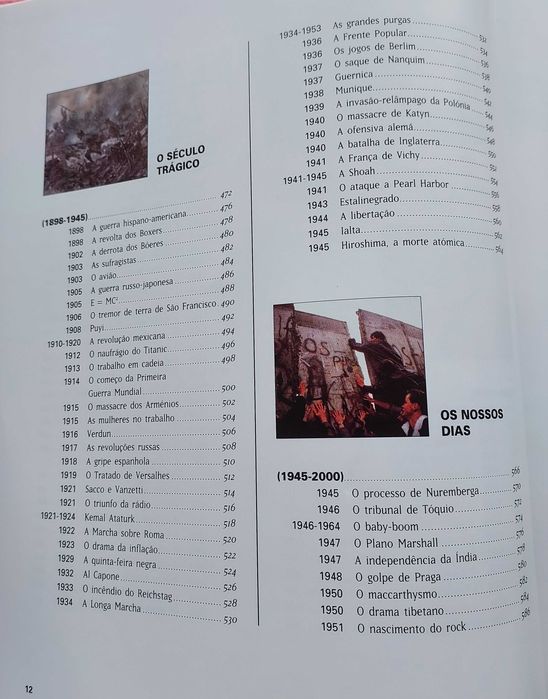 O SÉCULO
TRÁGICO
(1898-1945) 472
1898 A guerra hispano-americana 476
1898 A revolta dos Boxers 478
1902 A derrota dos Bôeres 480
1903 As sufragistas 482
1903 O avião 484
1905 A guerra russo-japonesa 486
1905 E = MC² 488
1906 O tremor de terra de São Francisco 490
1908 Puyi 492
1910-1920 A revolução mexicana 494
1912 O naufrágio do Titanic 496
1913 O trabalho em cadeia 498
1914 O começo da Primeira
Guerra Mundial 500
1915 O massacre dos Arménios 502
1915 As mulheres no trabalho 504
1916 Verdun 506
1917 As revoluções russas 508
1918 A gripe espanhola 510
1919 O Tratado de Versalhes 512
1921 Sacco e Vanzetti 514
1921 O triunfo da rádio 516
1921-1924 Kemal Ataturk 518
1922 A Marcha sobre Roma 520
1923 O drama da inflação 522
1929 A quinta-feira negra 524
1932 Al Capone 526
1933 O incêndio do Reichstag 528
1934 A Longa Marcha 530
12
1934-1953 As grandes purgas 532
1936 A Frente Popular 534
1936 Os jogos de Berlim 536
1937 O saque de Nanquim 538
1937 Guernica 540
1938 Munique 542
1939 A invasão-relâmpago da Polónia 544
1940 O massacre de Katyn 546
1940 A ofensiva alemã 548
1940 A batalha de Inglaterra 550
1941 A França de Vichy 552
1941-1945 A Shoah 554
1941 O ataque a Pearl Harbor 556
1943 Estalinegrado 558
1944 A libertação 560
1945 Ialta 562
1945 Hiroshima, a morte atómica 564
OS NOSSOS
DIAS
(1945-2000) 566
1945 O processo de Nuremberga 570
1946 O tribunal de Tóquio 572
1946-1964 O baby-boom 574
1947 O Plano Marshall 576
1947 A independência da Índia 578
1948 O golpe de Praga 580
1950 O maccarthysmo 582
1950 O drama tibetano 584
1951 O nascimento do rock 586